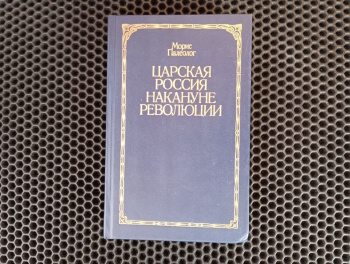 Морис
Палеолог
ЦАРСКАЯ
РОССИЯ
НАКАНУНЕ
РЕВОЛЮЦИИ